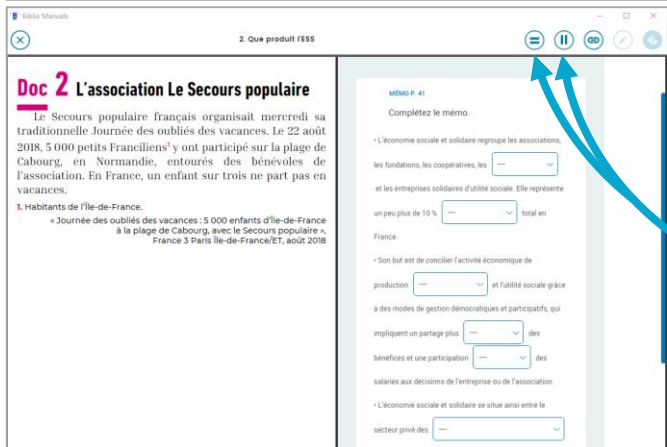 Biblio Manuels
2. Que produit l'ESS
Doc 2 L'association Le Secours populaire
Le Secours populaire français organisait mercredi sa
traditionnelle Journée des oubliés des vacances. Le 22 août
2018, 5 000 petits Franciliens¹ y ont participé sur la plage de
Cabourg, en Normandie, entourés des bénévoles de
l'association. En France, un enfant sur trois ne part pas en
vacances.
1. Habitants de l'Île-de-France.
« Journée des oubliés des vacances : 5 000 enfants d'Île-de-France
à la plage de Cabourg, avec le Secours populaire »,
France 3 Paris Île-de-France/ET, août 2018
MÉMO P. 41
Complétez le mémo.
• L'économie sociale et solidaire regroupe les associations,
les fondations, les coopératives, les —
et les entreprises solidaires d'utilité sociale. Elle représente
un peu plus de 10 % — total en
France.
• Son but est de concilier l'activité économique de
production — et l'utilité sociale grâce
à des modes de gestion démocratiques et participatifs, qui
impliquent un partage plus — des
bénéfices et une participation — des
salariés aux décisions de l'entreprise ou de l'association.
• L'économie sociale et solidaire se situe ainsi entre le
secteur privé des —